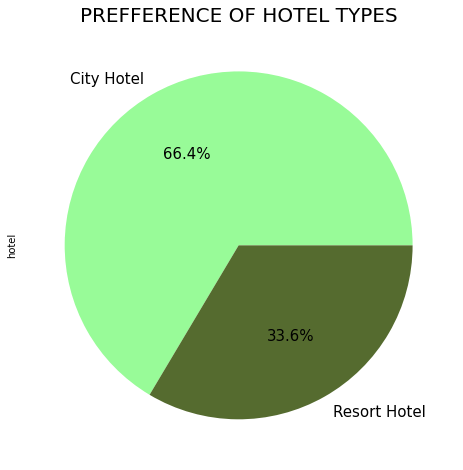 PREFFERENCE OF HOTEL TYPES
City Hotel
66.4%
hotel
33.6%
Resort Hotel